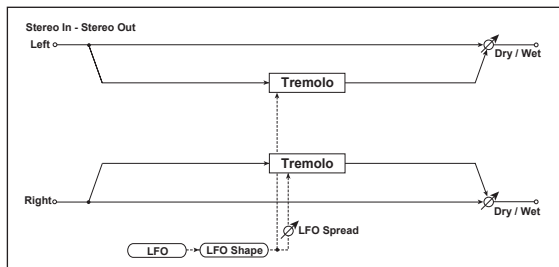 Stereo In - Stereo Out
Left
Dry / Wet
Tremolo
Tremolo
Right
Dry / Wet
LFO Spread
LFO
LFO Shape